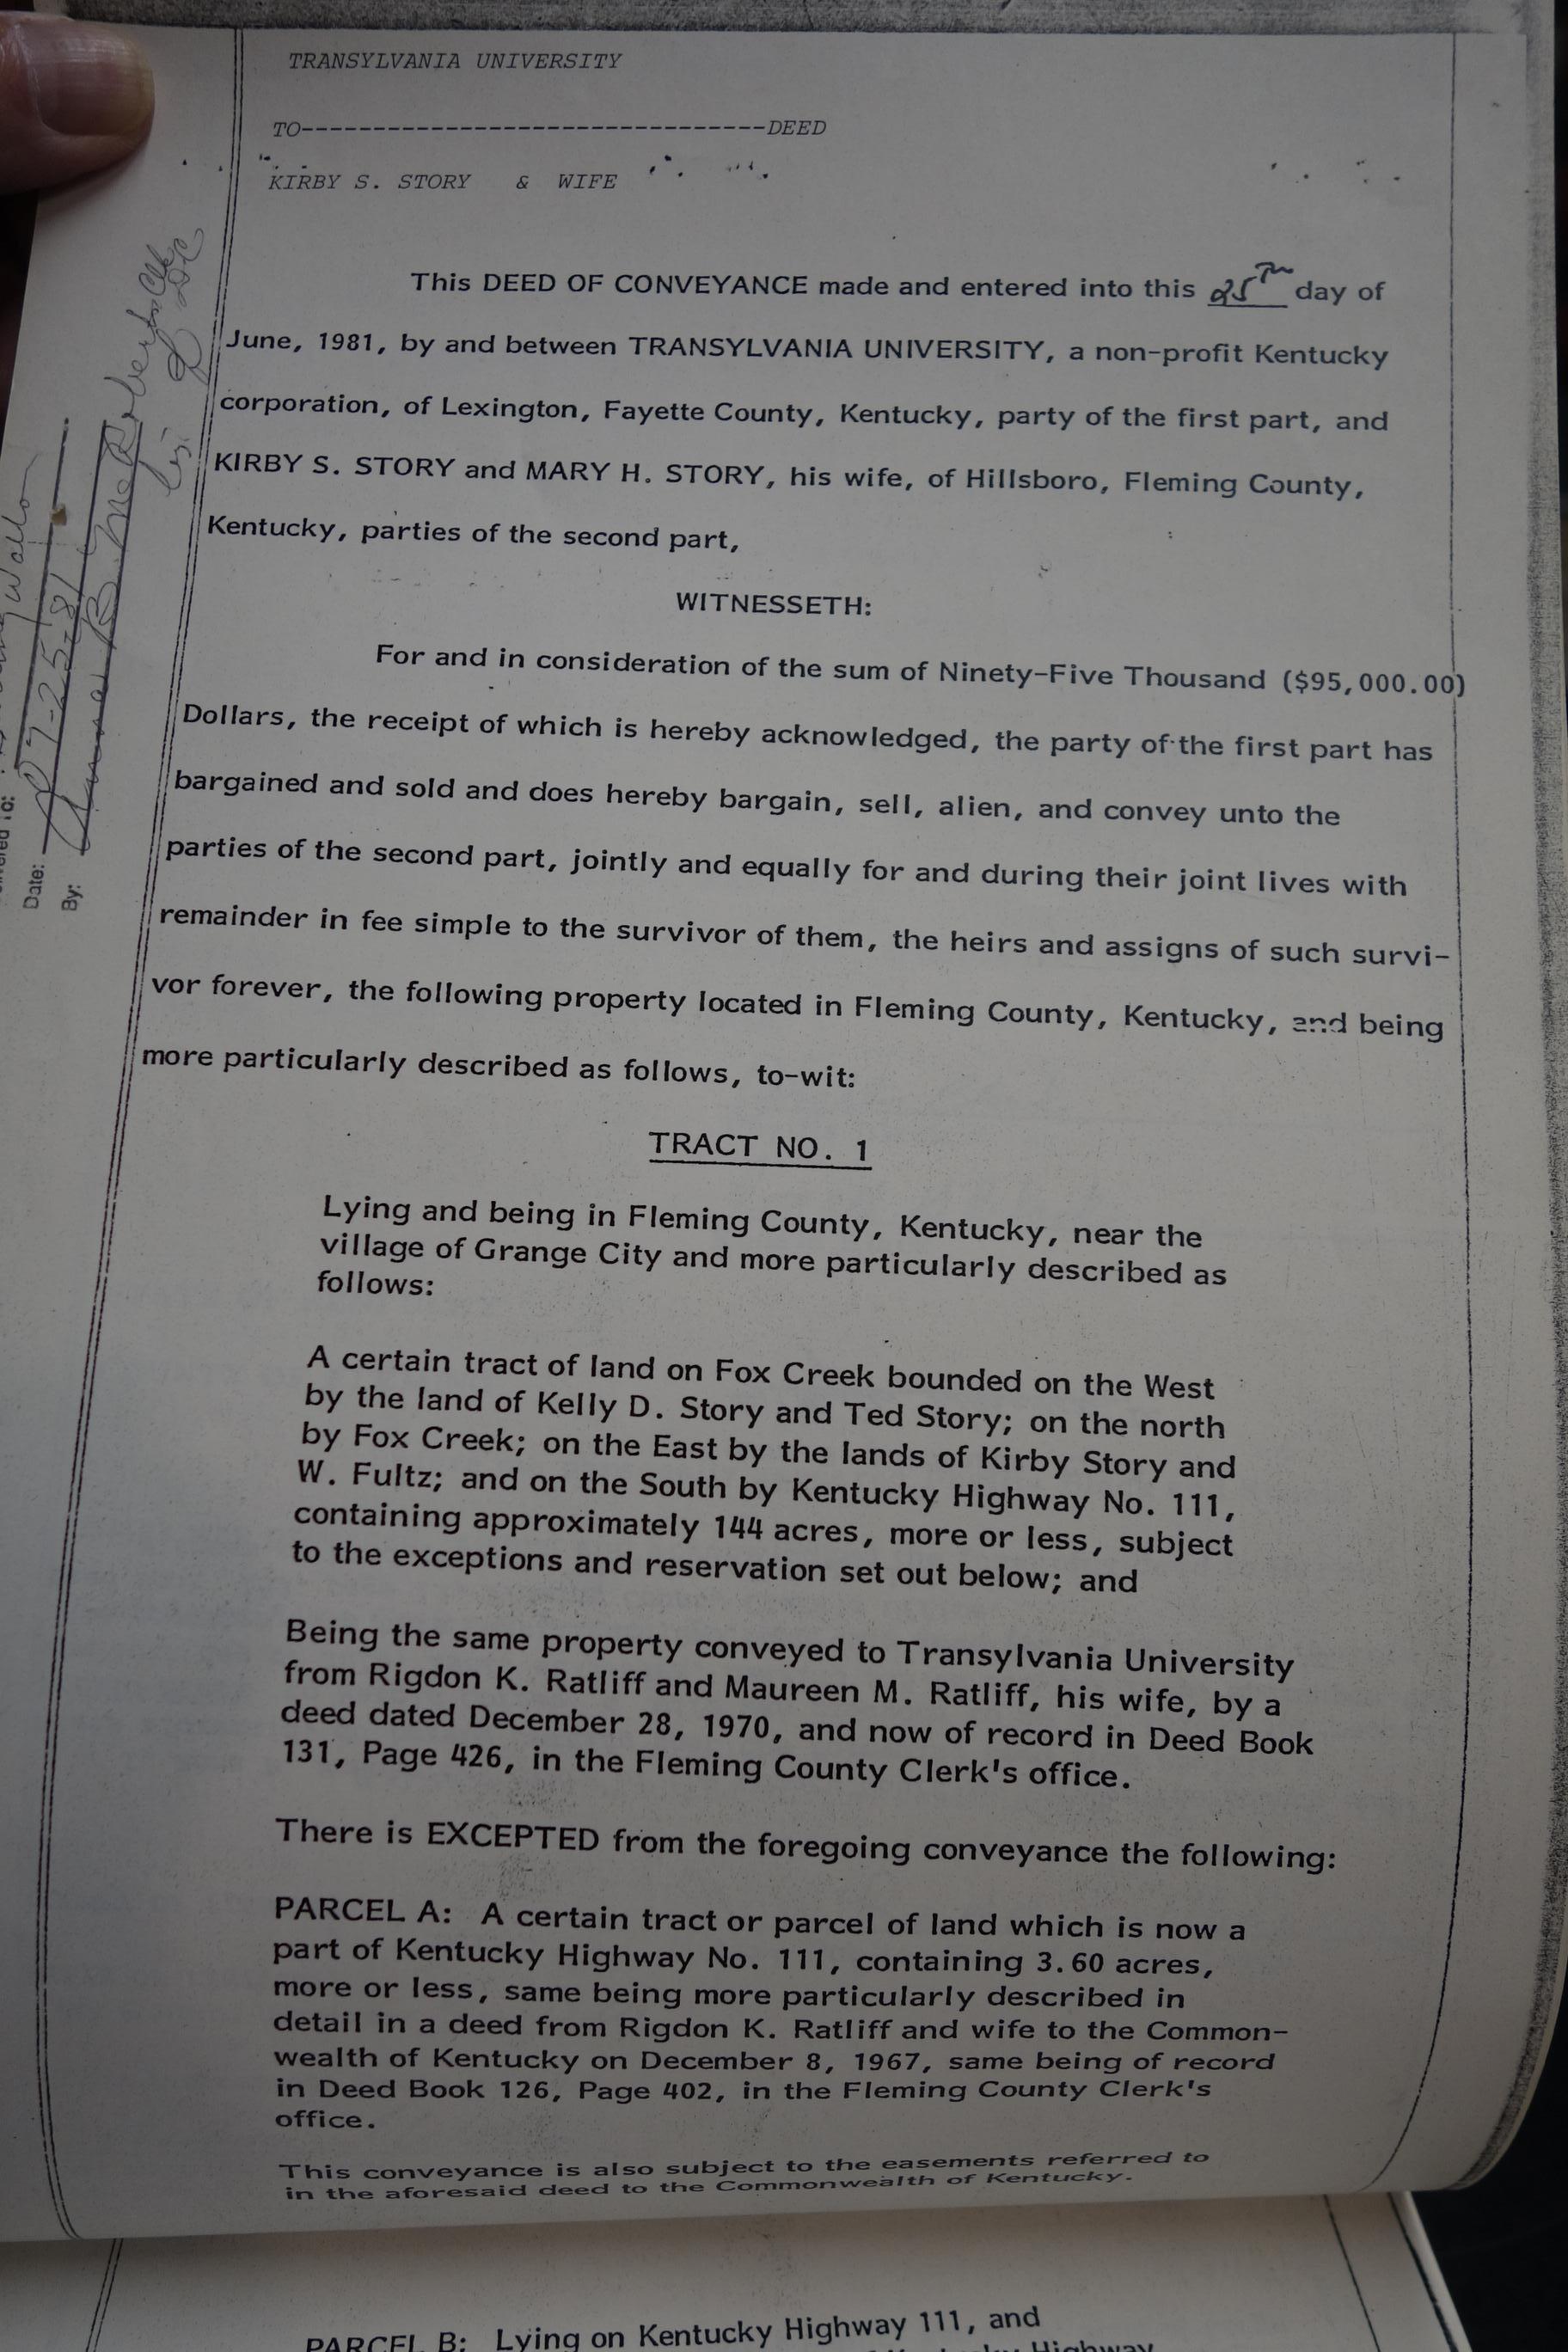 TRANSYLVANIA UNIVERSITY
TO--------------------------------DEED
KIRBY S. STORY & WIFE
This DEED OF CONVEYANCE made and entered into this 25th day of
June, 1981, by and between TRANSYLVANIA UNIVERSITY, a non-profit Kentucky
corporation, of Lexington, Fayette County, Kentucky, party of the first part, and
KIRBY S. STORY and MARY H. STORY, his wife, of Hillsboro, Fleming County,
Kentucky, parties of the second part,
WITNESSETH:
For and in consideration of the sum of Ninety-Five Thousand ($95,000.00)
Dollars, the receipt of which is hereby acknowledged, the party of the first part has
bargained and sold and does hereby bargain, sell, alien, and convey unto the
parties of the second part, jointly and equally for and during their joint lives with
remainder in fee simple to the survivor of them, the heirs and assigns of such survi-
vor forever, the following property located in Fleming County, Kentucky, and being
more particularly described as follows, to-wit:
TRACT NO. 1
Lying and being in Fleming County, Kentucky, near the
village of Grange City and more particularly described as
follows:
A certain tract of land on Fox Creek bounded on the West
by the land of Kelly D. Story and Ted Story; on the north
by Fox Creek; on the East by the lands of Kirby Story and
W. Fultz; and on the South by Kentucky Highway No. 111,
containing approximately 144 acres, more or less, subject
to the exceptions and reservation set out below; and
Being the same property conveyed to Transylvania University
from Rigdon K. Ratliff and Maureen M. Ratliff, his wife, by a
deed dated December 28, 1970, and now of record in Deed Book
131, Page 426, in the Fleming County Clerk's office.
There is EXCEPTED from the foregoing conveyance the following:
PARCEL A: A certain tract or parcel of land which is now a
part of Kentucky Highway No. 111, containing 3.60 acres,
more or less, same being more particularly described in
detail in a deed from Rigdon K. Ratliff and wife to the Common-
wealth of Kentucky on December 8, 1967, same being of record
in Deed Book 126, Page 402, in the Fleming County Clerk's
office.
This conveyance is also subject to the easements referred to
in the aforesaid deed to the Commonwealth of Kentucky.
PARCEL B: Lying on Kentucky Highway 111, and
Highway
To:
Date: 7-25-81
By: